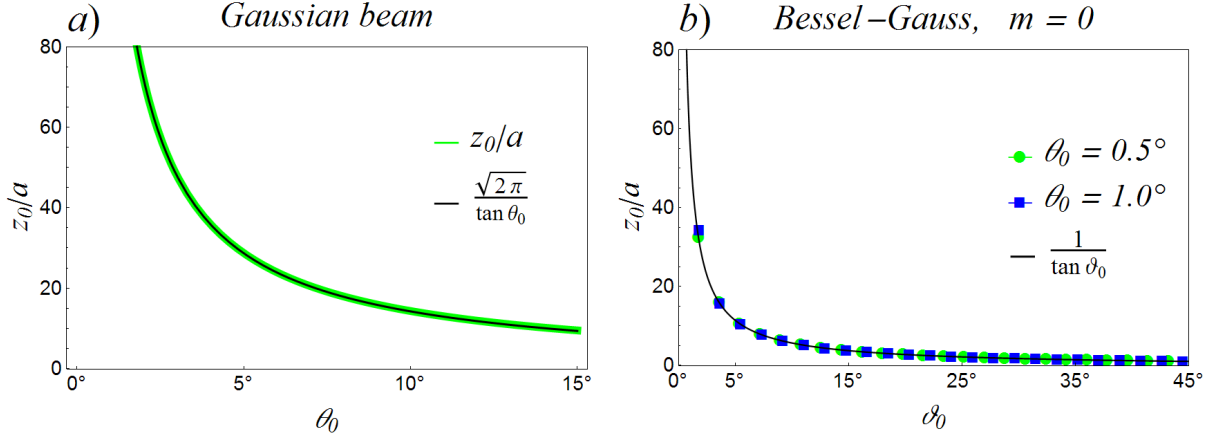 a) Gaussian beam
80
60
40
20
0
z0/a
0° 5° 10° 15°
θ0
z0/a
√2 π
tan θ0
b) Bessel–Gauss, m = 0
80
60
40
20
0
z0/a
0° 5° 15° 25° 35° 45°
ϑ0
θ0 = 0.5°
θ0 = 1.0°
1
tan ϑ0